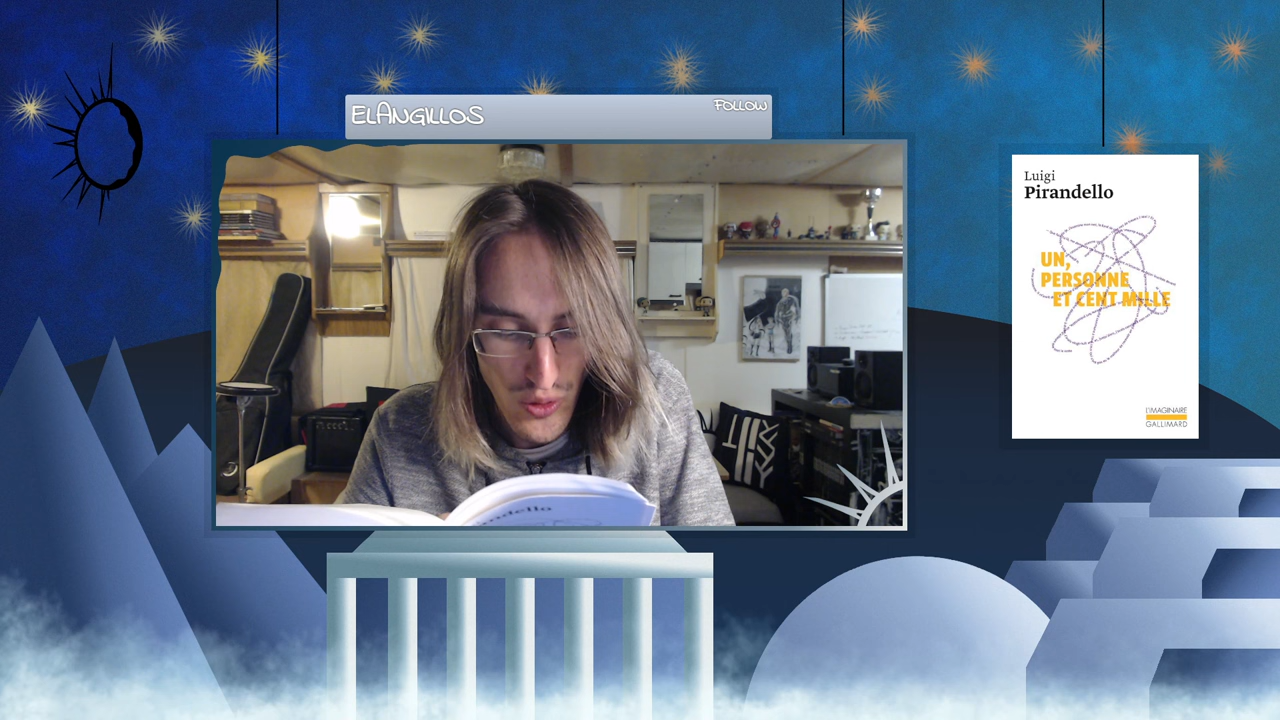 ELANGILLOS
FOLLOW
Luigi
Pirandello
UN,
PERSONNE
ET CENT MILLE
L'IMAGINAIRE
GALLIMARD